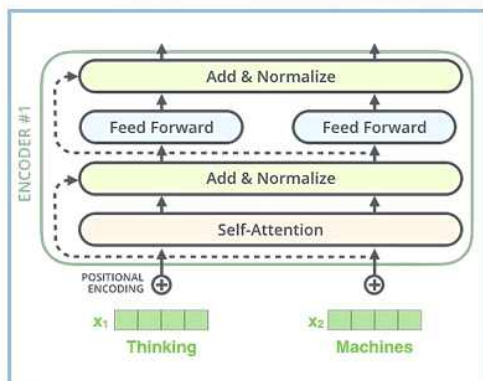 Add & Normalize
Feed Forward
Feed Forward
ENCODER #1
Add & Normalize
Self-Attention
POSITIONAL
ENCODING
x₁
x₂
Thinking
Machines